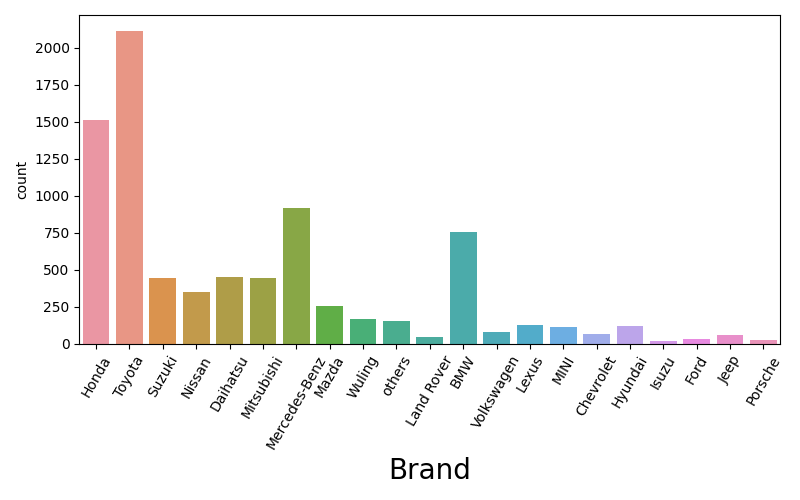 2000
1750
1500
1250
1000
750
500
250
0
count
Honda
Toyota
Suzuki
Nissan
Daihatsu
Mitsubishi
Mercedes-Benz
Mazda
Wuling
others
Land Rover
BMW
Volkswagen
Lexus
MINI
Chevrolet
Hyundai
Isuzu
Ford
Jeep
Porsche
Brand